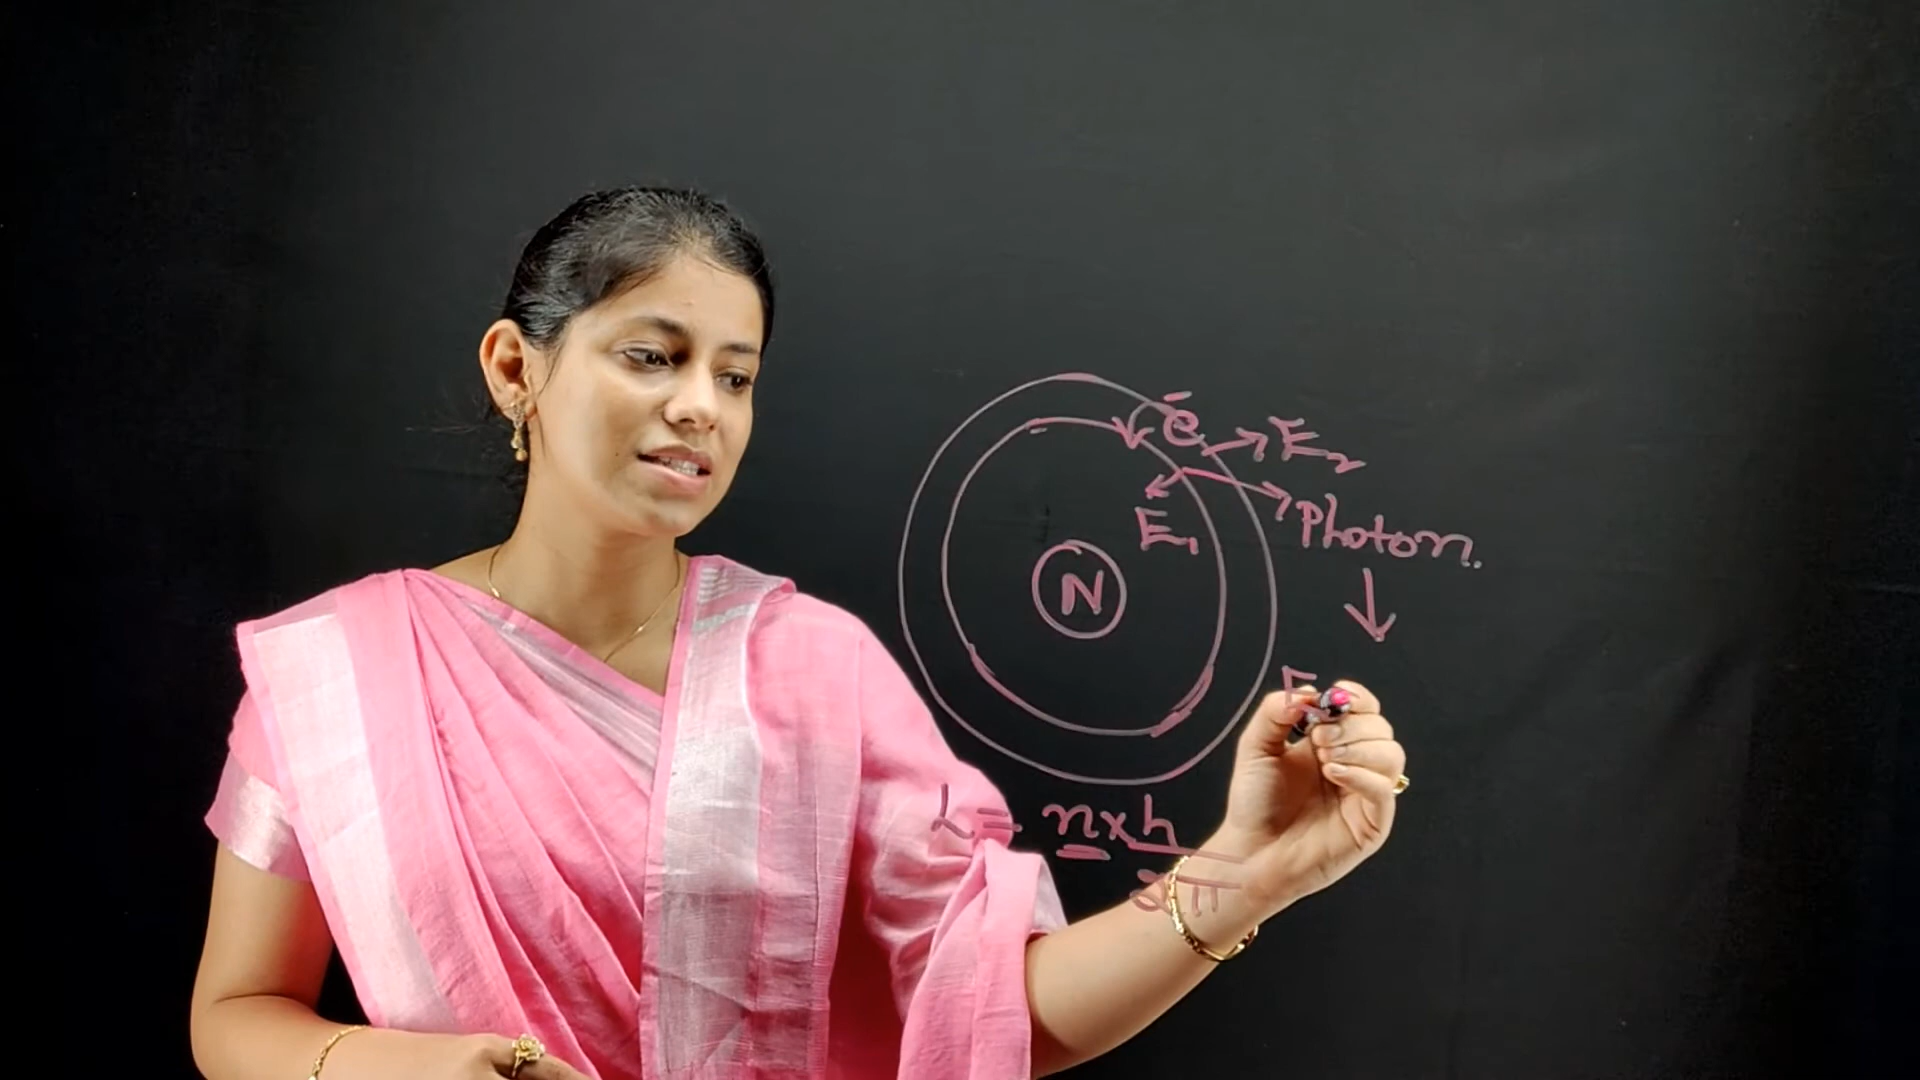 ē
E₂
E₁
Photon.
N
E
L = n × h
2π